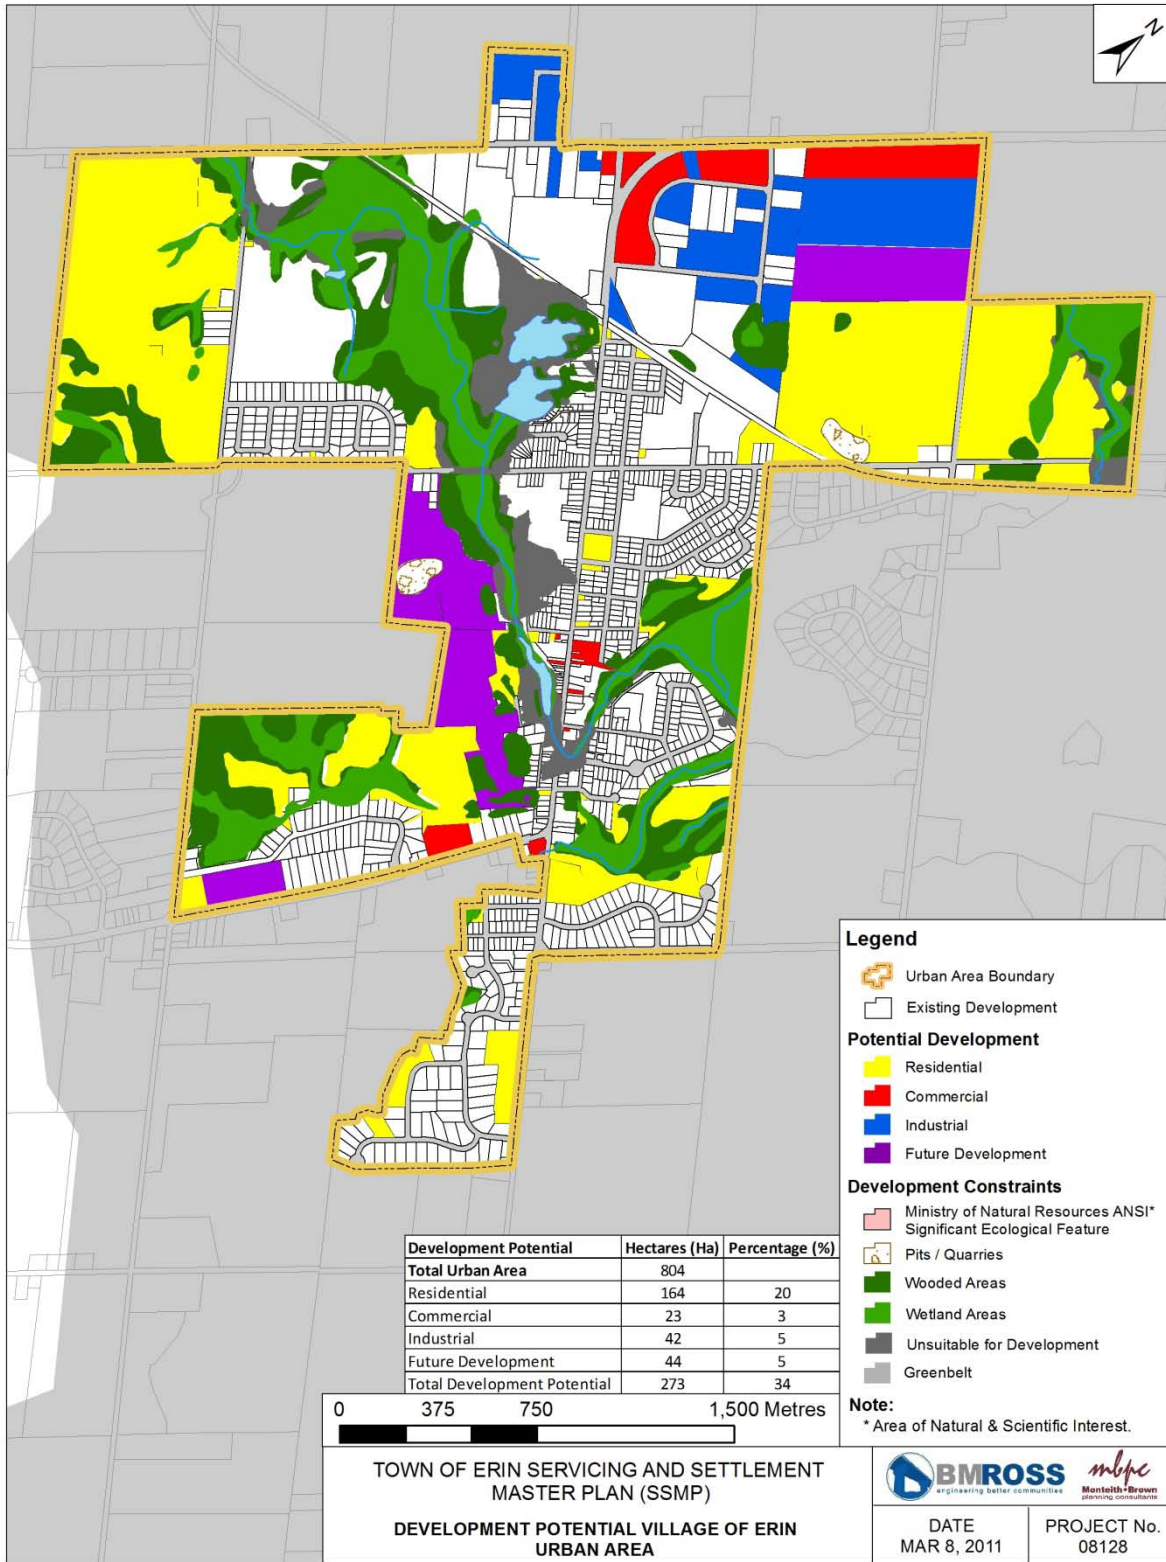 N
Legend
Urban Area Boundary
Existing Development
Potential Development
Residential
Commercial
Industrial
Future Development
Development Constraints
Ministry of Natural Resources ANSI*
Significant Ecological Feature
Pits / Quarries
Wooded Areas
Wetland Areas
Unsuitable for Development
Greenbelt
Note:
* Area of Natural & Scientific Interest.
Development Potential Hectares (Ha) Percentage (%)
Total Urban Area 804
Residential 164 20
Commercial 23 3
Industrial 42 5
Future Development 44 5
Total Development Potential 273 34
0 375 750 1,500 Metres
TOWN OF ERIN SERVICING AND SETTLEMENT
MASTER PLAN (SSMP)
DEVELOPMENT POTENTIAL VILLAGE OF ERIN
URBAN AREA
BMROSS
engineering better communities
mbpc
Monteith•Brown
planning consultants
DATE
MAR 8, 2011
PROJECT No.
08128